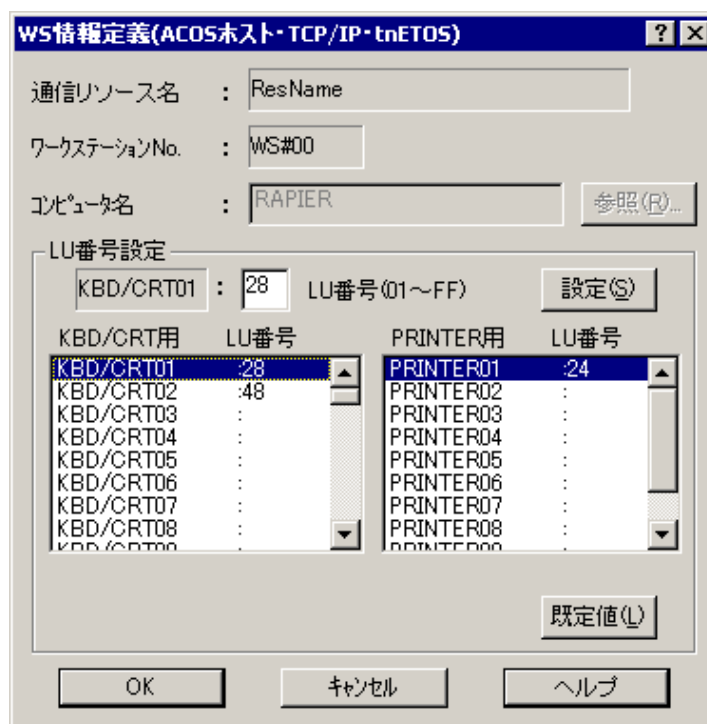 WS情報定義(ACOSホスト・TCP/IP・tnETOS)
通信リソース名 : ResName
ワークステーションNo. : WS#00
コンピュータ名 : RAPIER 参照(R)...
LU番号設定
KBD/CRT01 : 28 LU番号(01～FF) 設定(S)
KBD/CRT用 LU番号 PRINTER用 LU番号
KBD/CRT01 :28 PRINTER01 :24
KBD/CRT02 :48 PRINTER02 :
KBD/CRT03 : PRINTER03 :
KBD/CRT04 : PRINTER04 :
KBD/CRT05 : PRINTER05 :
KBD/CRT06 : PRINTER06 :
KBD/CRT07 : PRINTER07 :
KBD/CRT08 : PRINTER08 :
既定値(L)
OK キャンセル ヘルプ